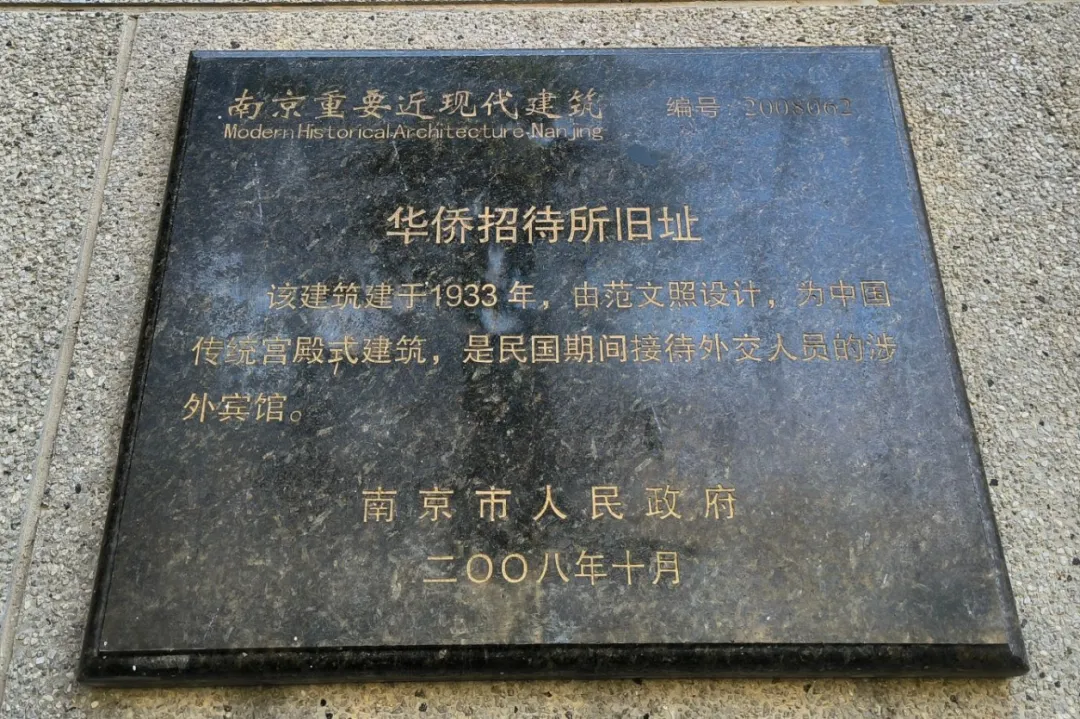 南京重要近现代建筑 编号 2008062
Modern Historical Architecture Nanjing
华侨招待所旧址
该建筑建于1933年，由范文照设计，为中国
传统宫殿式建筑，是民国期间接待外交人员的涉
外宾馆。
南京市人民政府
二〇〇八年十月